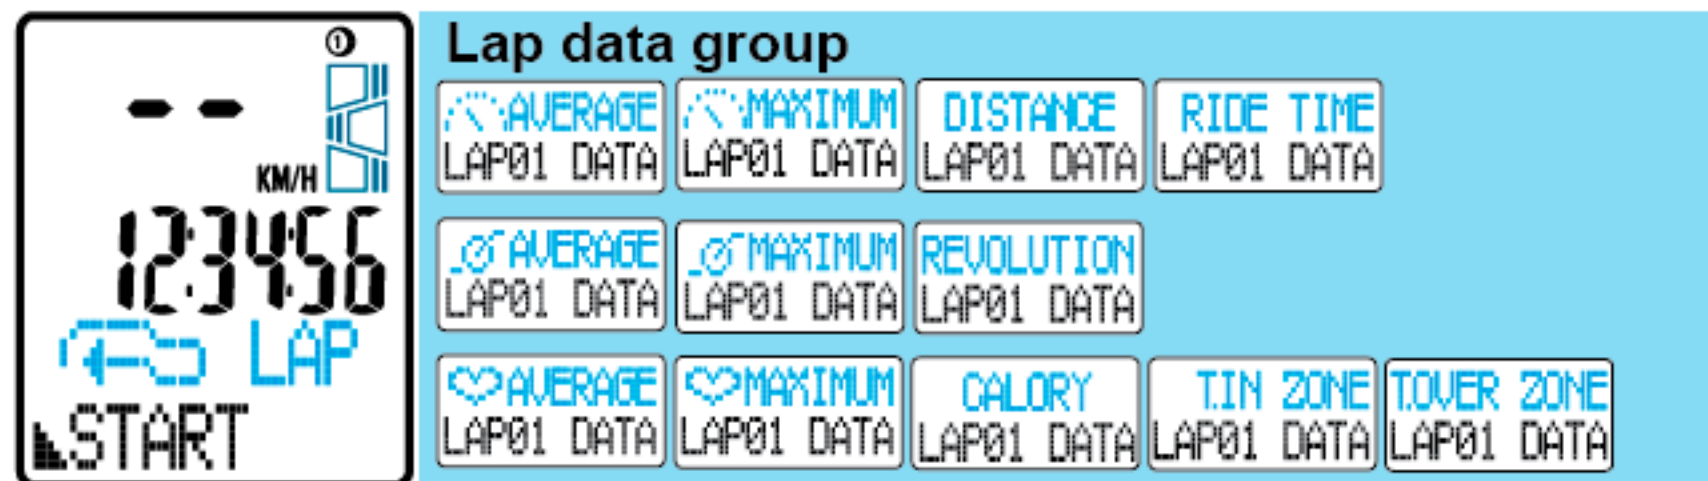 1
--
KM/H
12:34:56
LAP
START
Lap data group
AVERAGE MAXIMUM DISTANCE RIDE TIME
LAP01 DATA LAP01 DATA LAP01 DATA LAP01 DATA
AVERAGE MAXIMUM REVOLUTION
LAP01 DATA LAP01 DATA LAP01 DATA
AVERAGE MAXIMUM CALORY T.IN ZONE T.OVER ZONE
LAP01 DATA LAP01 DATA LAP01 DATA LAP01 DATA LAP01 DATA